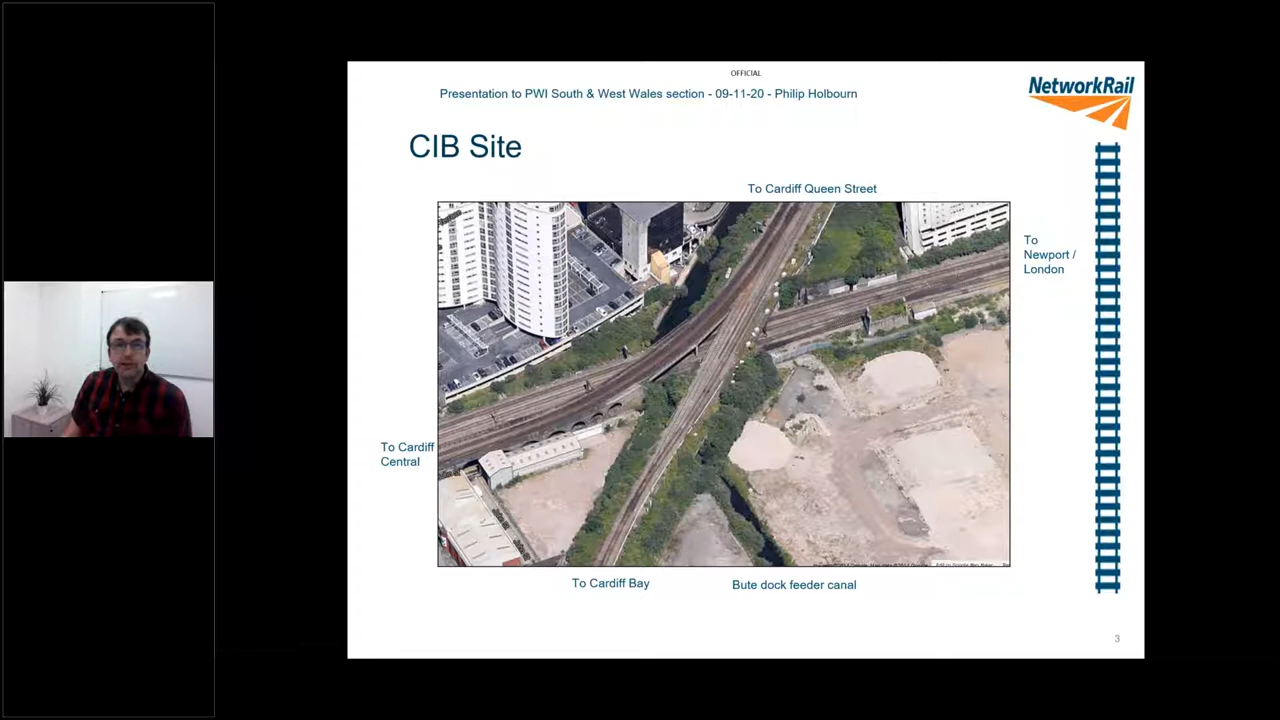 OFFICIAL
Presentation to PWI South & West Wales section - 09-11-20 - Philip Holbourn
NetworkRail
CIB Site
To Cardiff Queen Street
To
Newport /
London
To Cardiff
Central
To Cardiff Bay
Bute dock feeder canal
3